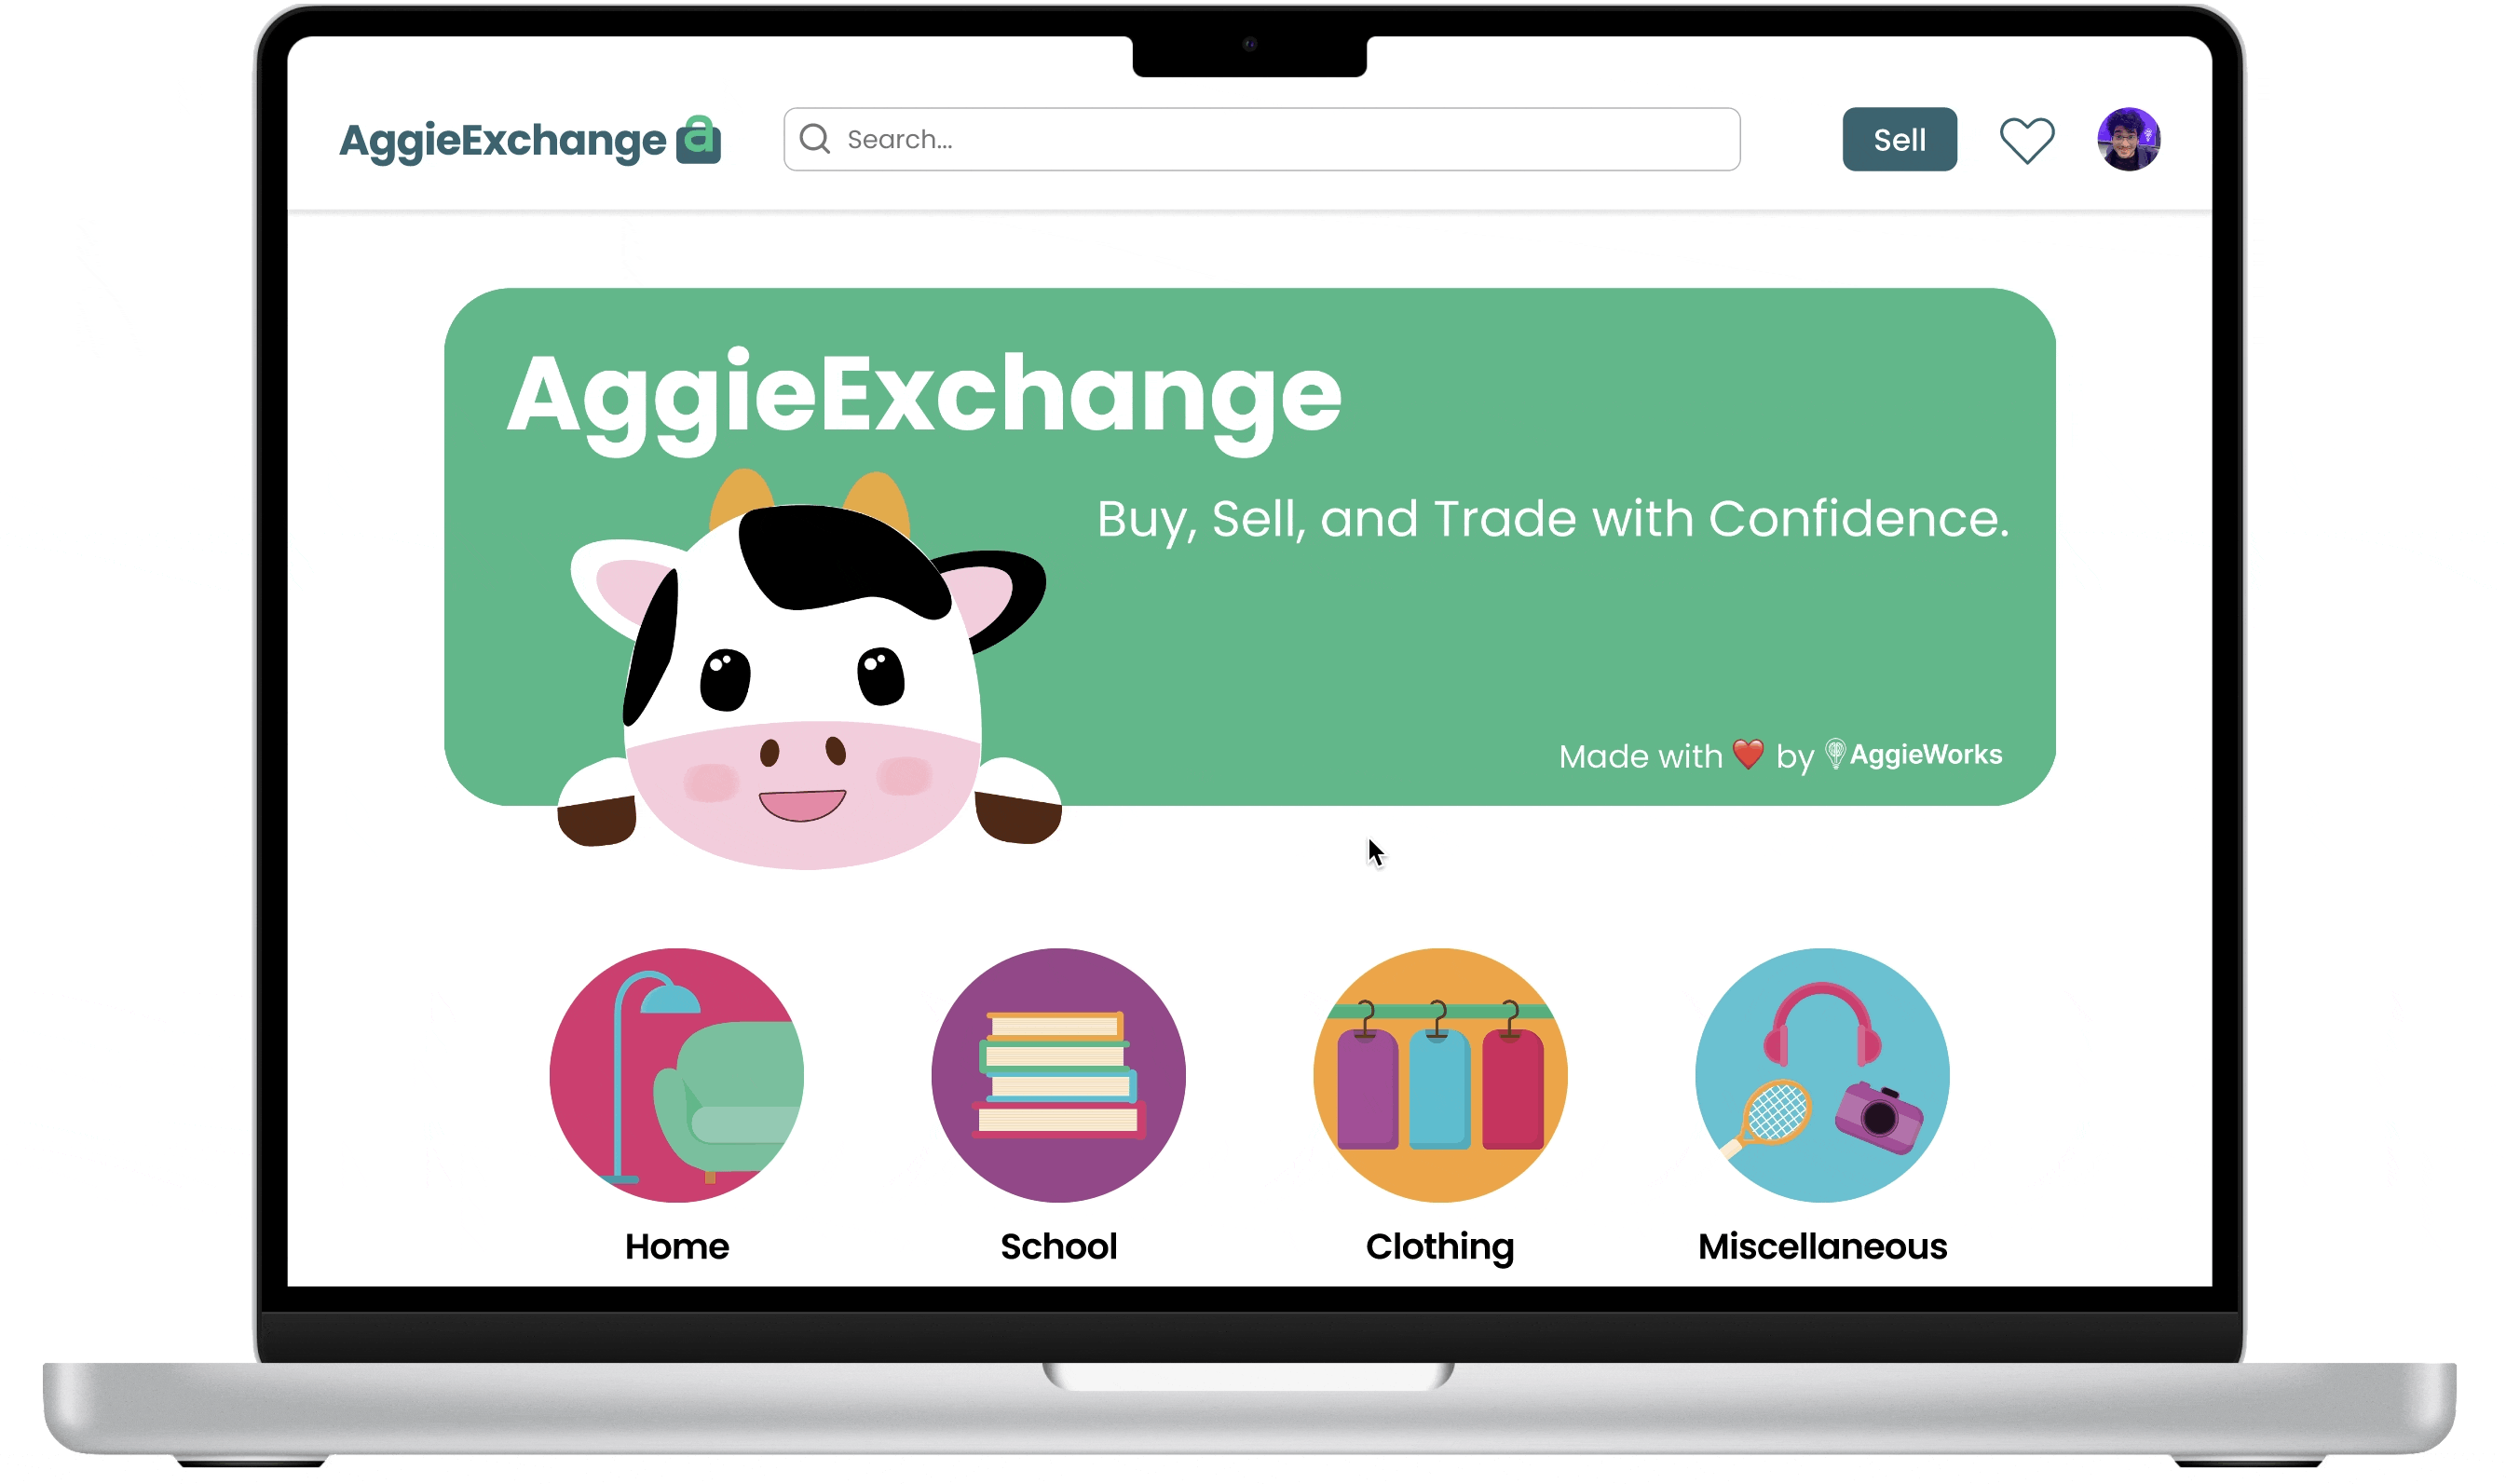 AggieExchange a
Search...
Sell
AggieExchange
Buy, Sell, and Trade with Confidence.
Made with ❤️ by AggieWorks
Home
School
Clothing
Miscellaneous